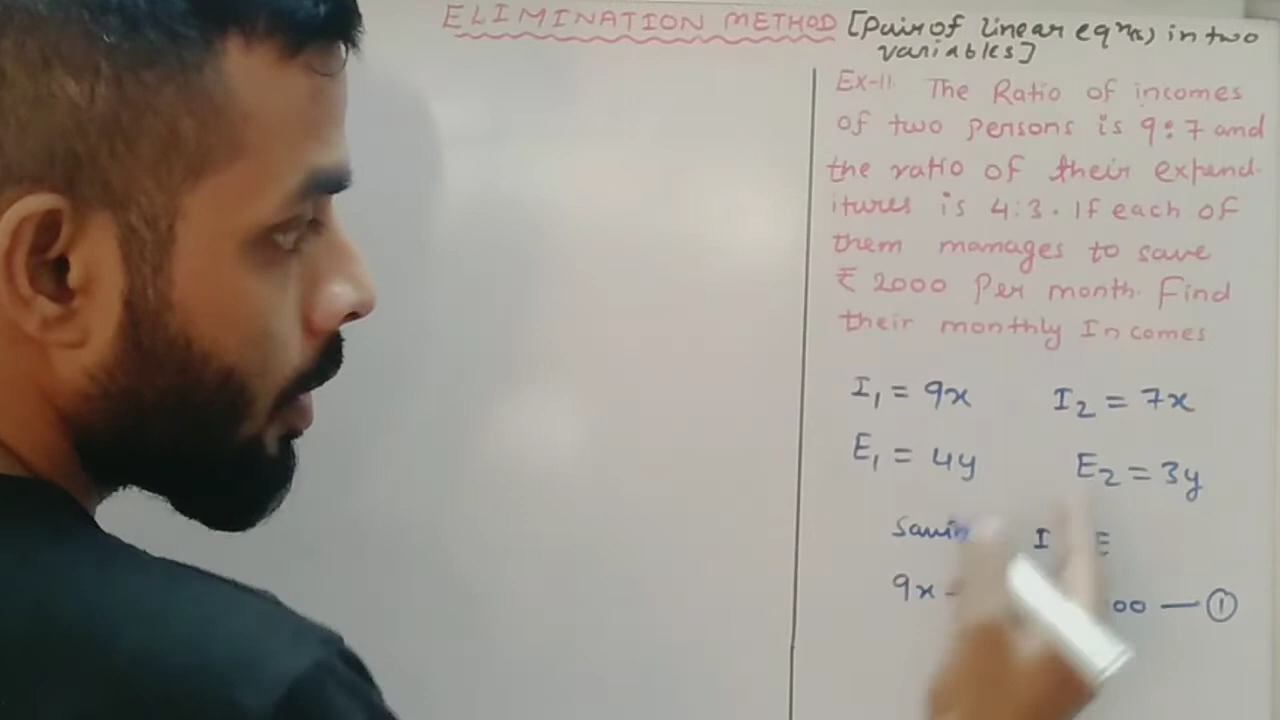 ELIMINATION METHOD [Pair of linear eqns) in two
variables]
Ex-11. The Ratio of incomes
of two persons is 9:7 and
the ratio of their expend-
itures is 4:3. If each of
them manages to save
₹ 2000 Per month. Find
their monthly Incomes
I₁ = 9x I₂ = 7x
E₁ = 4y E₂ = 3y
I E
9x - 00 — ①